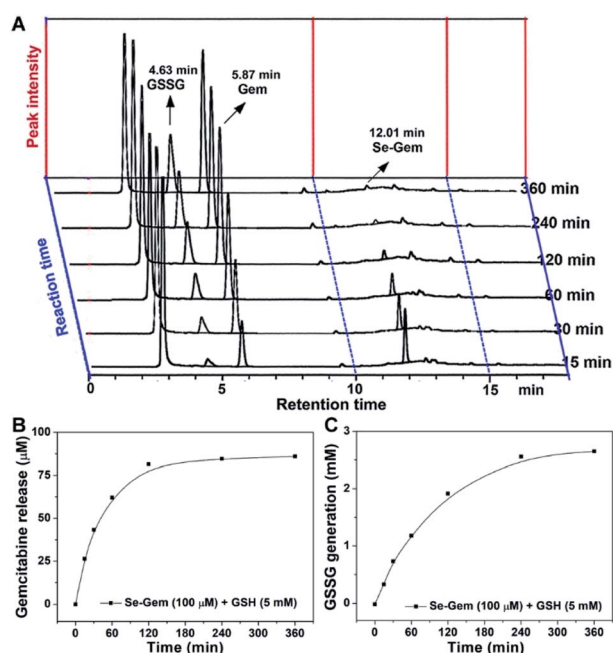 A
Peak intensity
4.63 min
GSSG
5.87 min
Gem
12.01 min
Se-Gem
Reaction time
360 min
240 min
120 min
60 min
30 min
15 min
0 5 10 15 min
Retention time
B
Gemcitabine release (μM)
100
75
50
25
0
Se-Gem (100 μM) + GSH (5 mM)
0 60 120 180 240 300 360
Time (min)
C
GSSG generation (mM)
3
2
1
0
Se-Gem (100 μM) + GSH (5 mM)
0 60 120 180 240 300 360
Time (min)